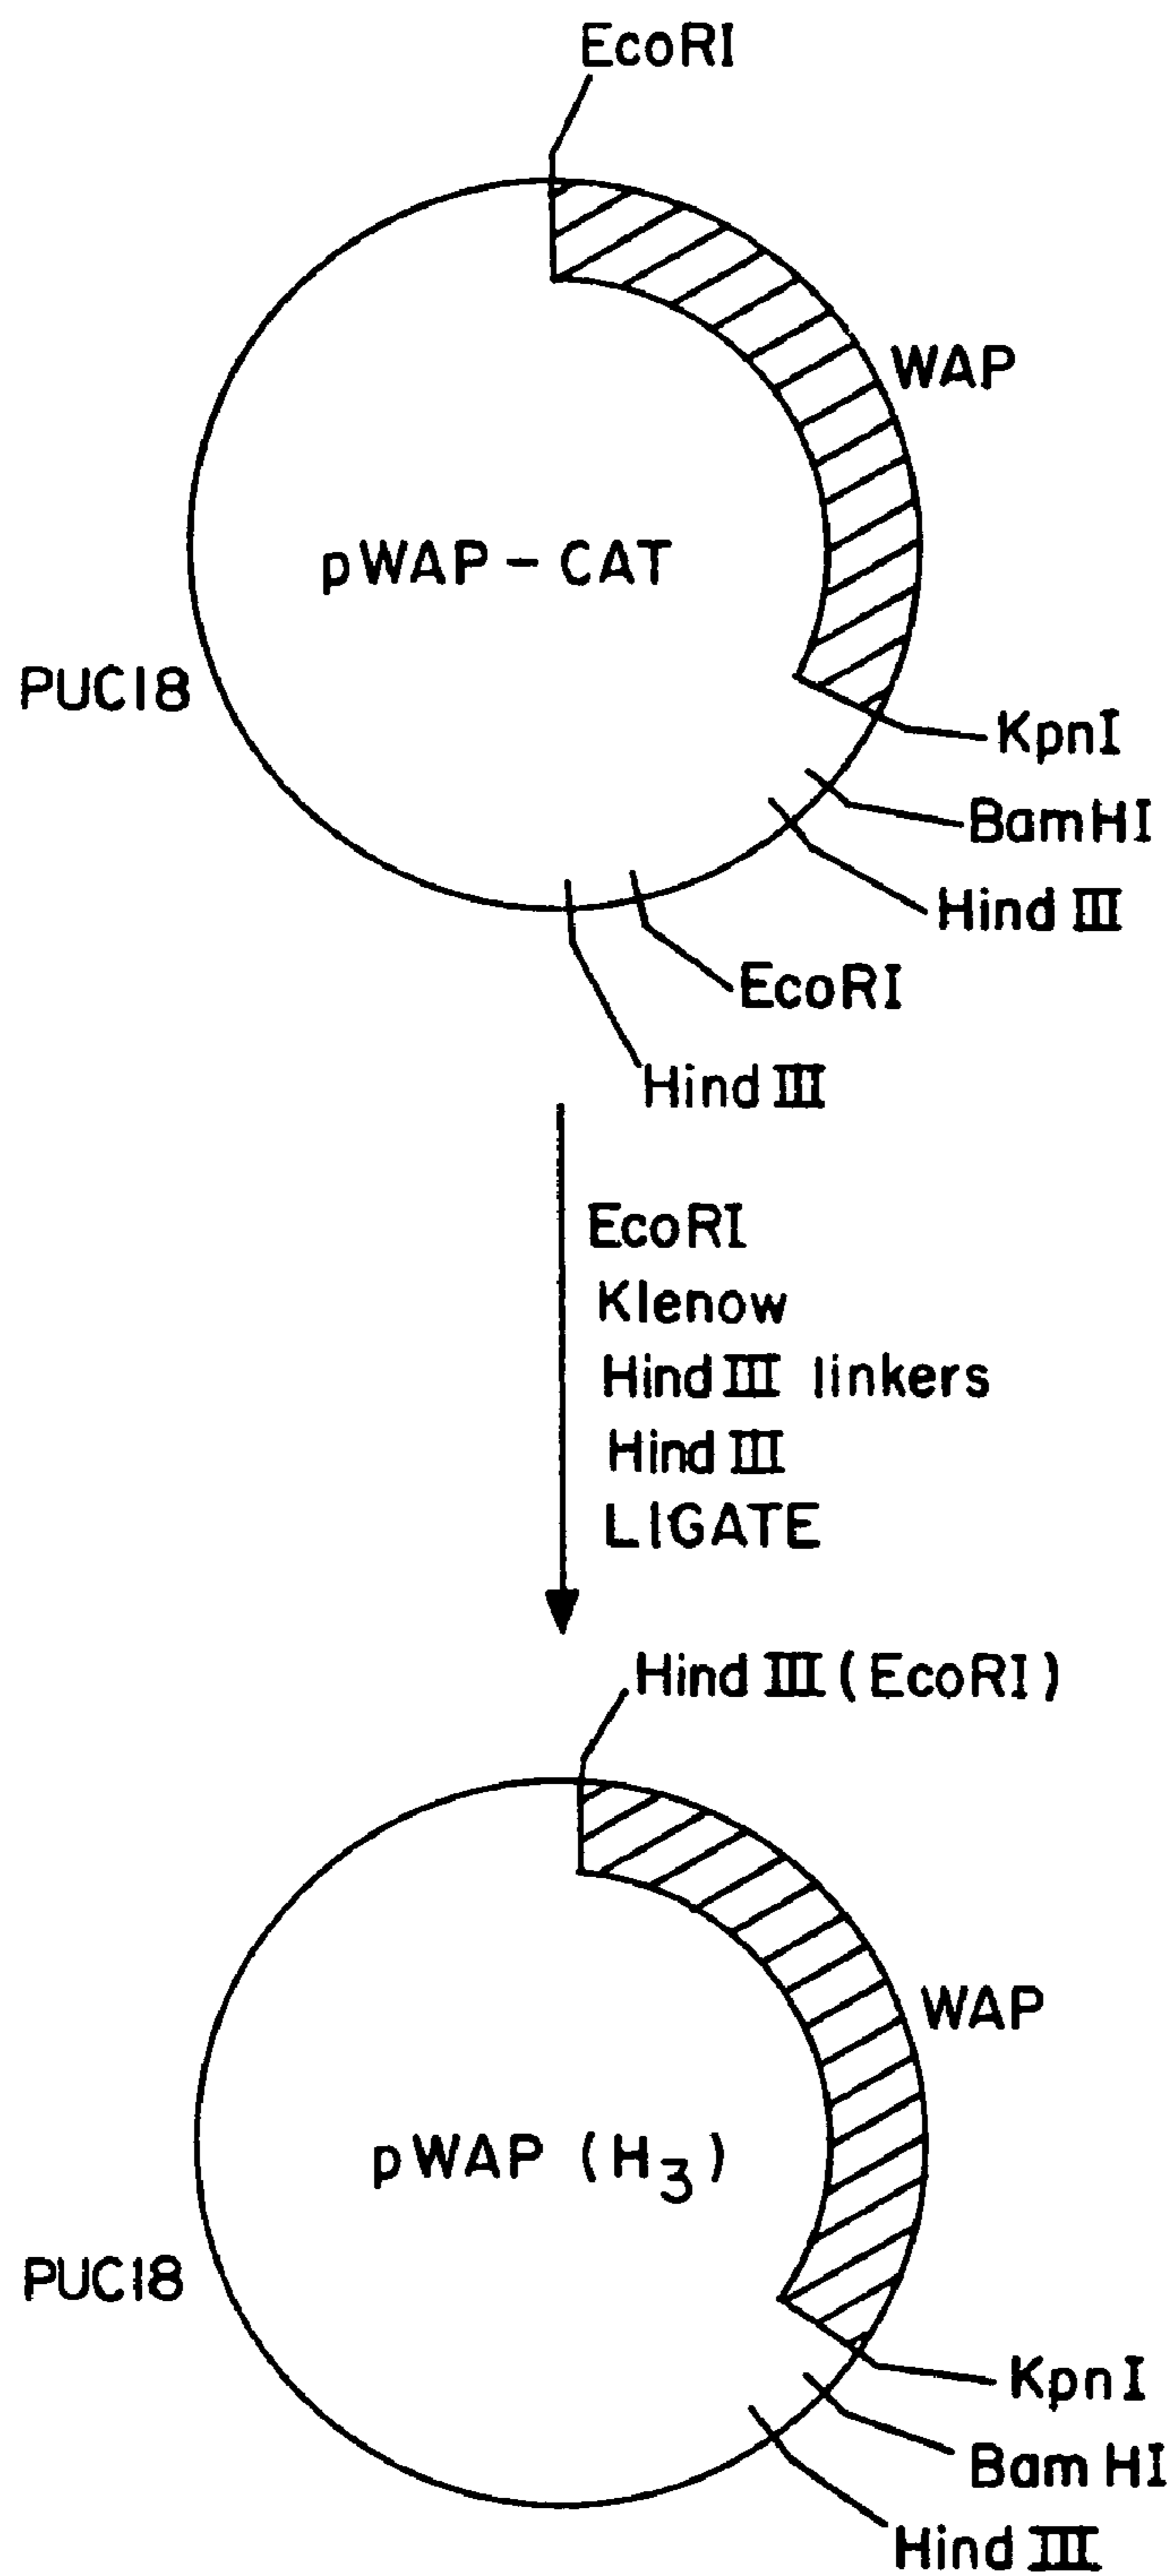 EcoRI
WAP
pWAP - CAT
PUC18
KpnI
BamHI
Hind III
EcoRI
Hind III
EcoRI
Klenow
Hind III linkers
Hind III
LIGATE
Hind III (EcoRI)
WAP
pWAP (H3)
PUC18
KpnI
Bam HI
Hind III